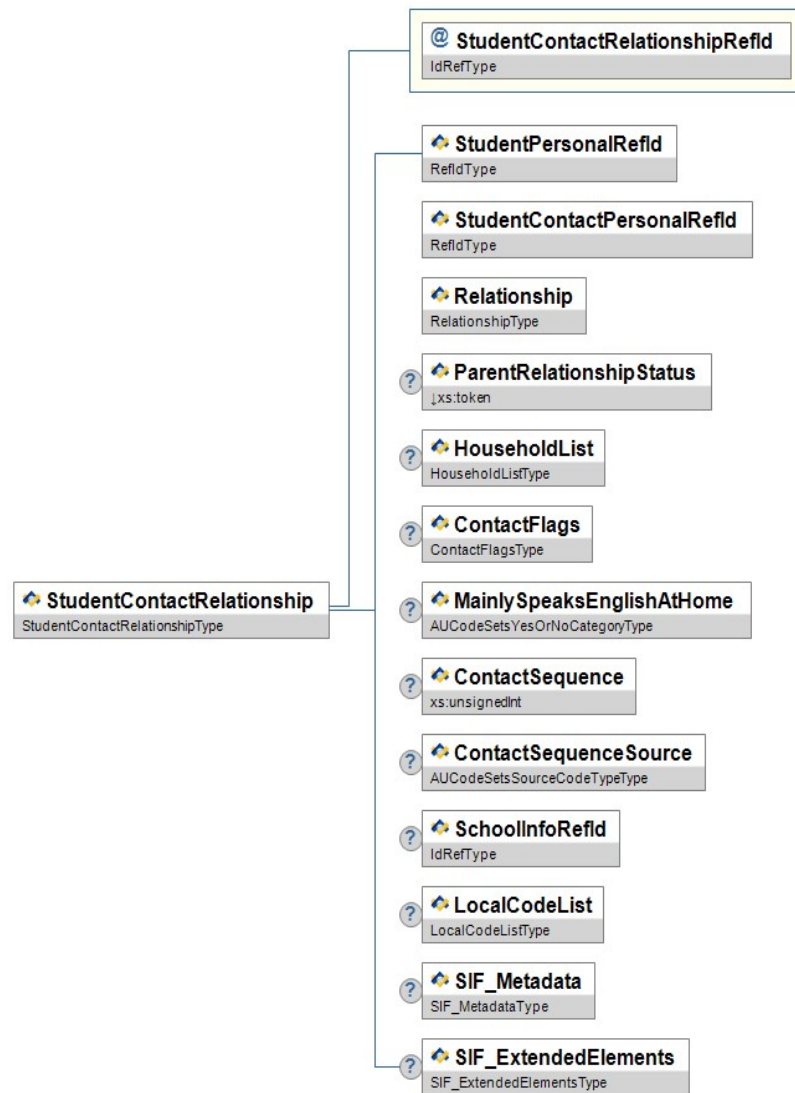 @ StudentContactRelationshipRefId
IdRefType
StudentPersonalRefId
RefIdType
StudentContactPersonalRefId
RefIdType
Relationship
RelationshipType
? ParentRelationshipStatus
↓xs:token
? HouseholdList
HouseholdListType
? ContactFlags
ContactFlagsType
StudentContactRelationship
StudentContactRelationshipType
? MainlySpeaksEnglishAtHome
AUCodeSetsYesOrNoCategoryType
? ContactSequence
xs:unsignedInt
? ContactSequenceSource
AUCodeSetsSourceCodeTypeType
? SchoolInfoRefId
IdRefType
? LocalCodeList
LocalCodeListType
? SIF_Metadata
SIF_MetadataType
? SIF_ExtendedElements
SIF_ExtendedElementsType